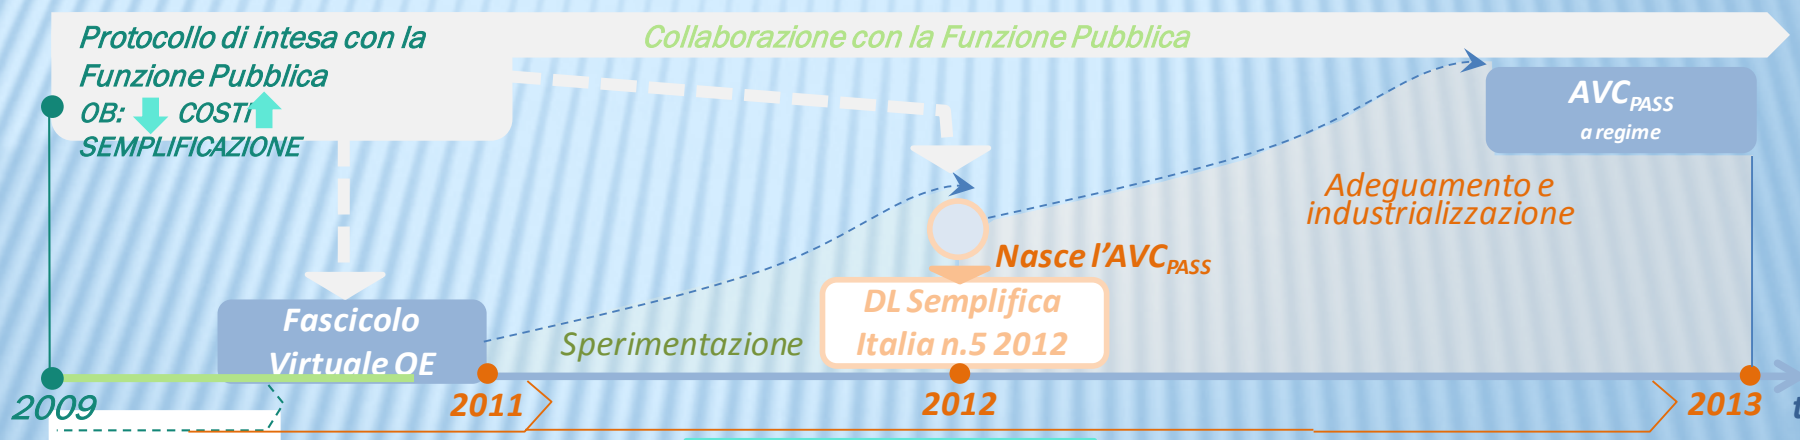 Protocollo di intesa con la
Funzione Pubblica
OB: COSTI
SEMPLIFICAZIONE
Collaborazione con la Funzione Pubblica
AVCPASS
a regime
Adeguamento e
industrializzazione
Nasce l'AVCPASS
DL Semplifica
Italia n.5 2012
Fascicolo
Virtuale OE
Sperimentazione
2009
2011
2012
2013
t